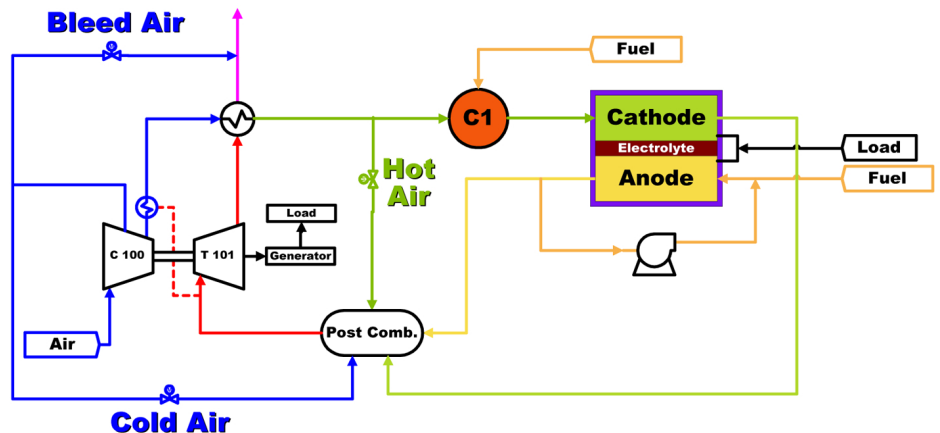 Bleed Air
Fuel
C1
Cathode
Electrolyte
Anode
Load
Fuel
Hot
Air
C 100
T 101
Load
Generator
Air
Post Comb.
Cold Air